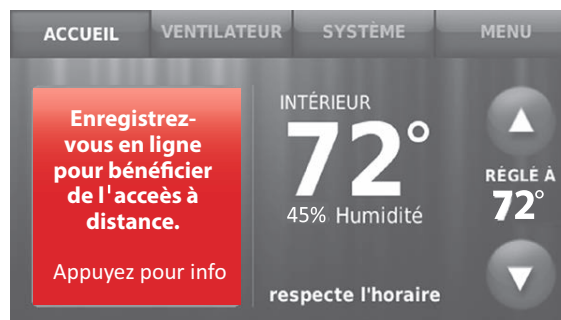 ACCUEIL
VENTILATEUR
SYSTÈME
MENU
Enregistrez-
vous en ligne
pour bénéficier
de l'acceès à
distance.
Appuyez pour info
INTÉRIEUR
72°
45% Humidité
respecte l'horaire
RÉGLÉ À
72°